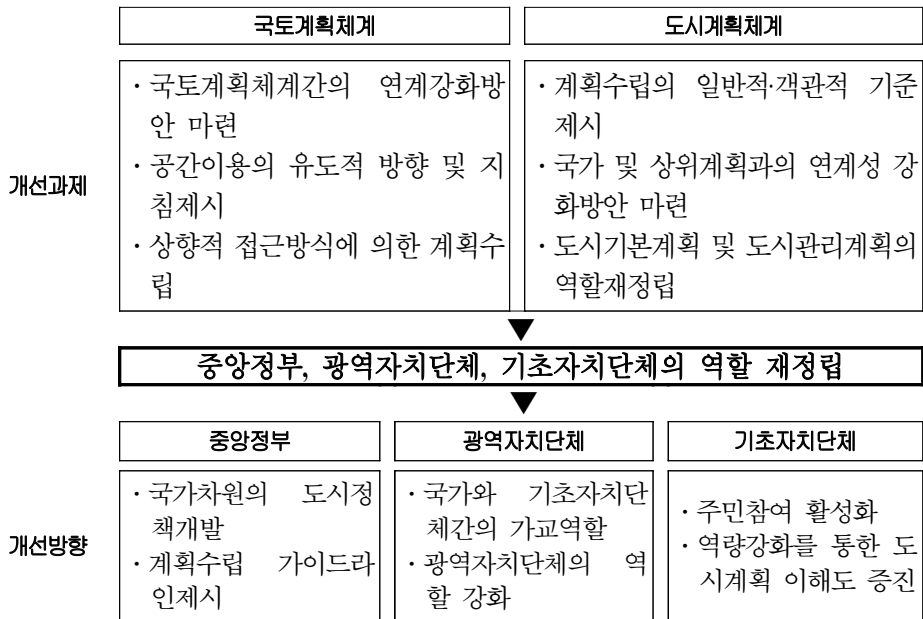 국토계획체계
도시계획체계
개선과제
· 국토계획체계간의 연계강화방
안 마련
· 공간이용의 유도적 방향 및 지
침제시
· 상향적 접근방식에 의한 계획수
립
· 계획수립의 일반적·객관적 기준
제시
· 국가 및 상위계획과의 연계성 강
화방안 마련
· 도시기본계획 및 도시관리계획의
역할재정립
중앙정부, 광역자치단체, 기초자치단체의 역할 재정립
중앙정부
광역자치단체
기초자치단체
개선방향
· 국가차원의 도시정
책개발
· 계획수립 가이드라
인제시
· 국가와 기초자치단
체간의 가교역할
· 광역자치단체의 역
할 강화
· 주민참여 활성화
· 역량강화를 통한 도
시계획 이해도 증진